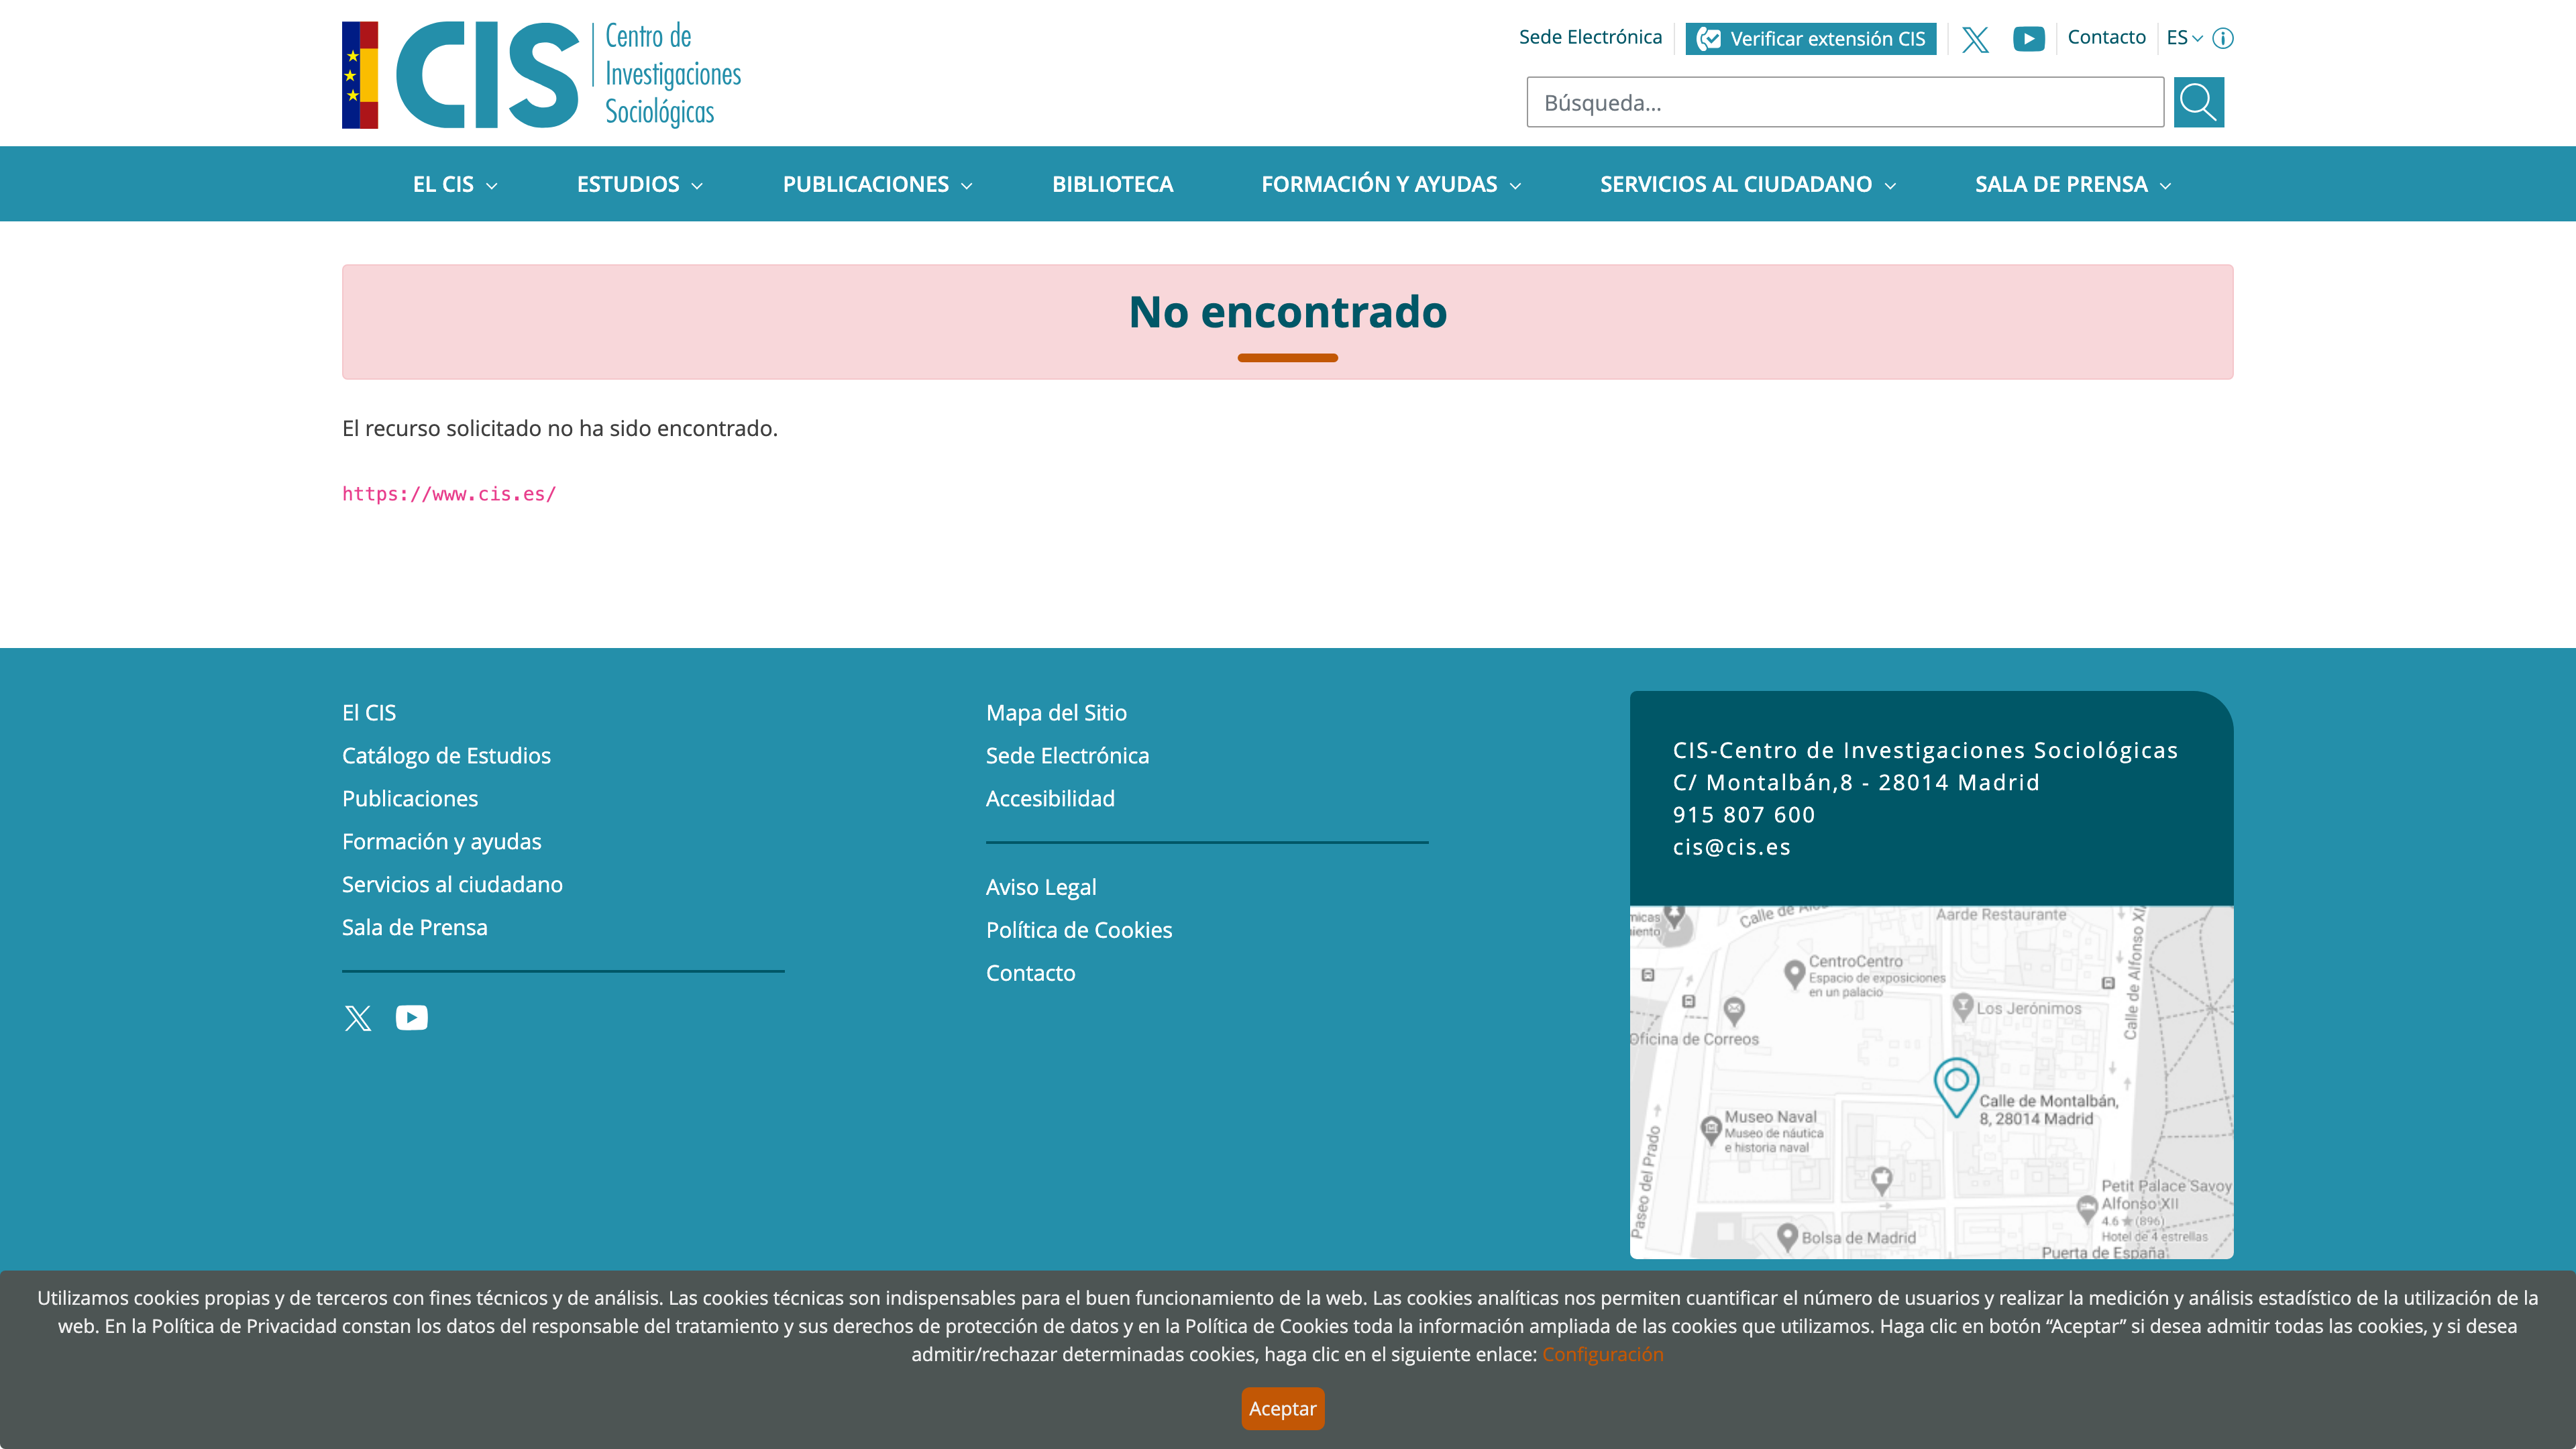 CIS
Centro de
Investigaciones
Sociológicas
Sede Electrónica
Verificar extensión CIS
Contacto
ES
Búsqueda...
EL CIS
ESTUDIOS
PUBLICACIONES
BIBLIOTECA
FORMACIÓN Y AYUDAS
SERVICIOS AL CIUDADANO
SALA DE PRENSA
No encontrado
El recurso solicitado no ha sido encontrado.
https://www.cis.es/
El CIS
Catálogo de Estudios
Publicaciones
Formación y ayudas
Servicios al ciudadano
Sala de Prensa
Mapa del Sitio
Sede Electrónica
Accesibilidad
Aviso Legal
Política de Cookies
Contacto
CIS-Centro de Investigaciones Sociológicas
C/ Montalbán,8 - 28014 Madrid
915 807 600
cis@cis.es
Calle de
Aarde Restaurante
Calle de Alfonso XI
CentroCentro
Espacio de exposiciones
en un palacio
Los Jerónimos
Oficina de Correos
Calle de Montalbán,
8, 28014 Madrid
Museo Naval
Museo de náutica
e historia naval
Paseo del Prado
Petit Palace Savoy
Alfonso XII
4.6 ★ (896)
Hotel de 4 estrellas
Bolsa de Madrid
Puerta de España
Utilizamos cookies propias y de terceros con fines técnicos y de análisis. Las cookies técnicas son indispensables para el buen funcionamiento de la web. Las cookies analíticas nos permiten cuantificar el número de usuarios y realizar la medición y análisis estadístico de la utilización de la
web. En la Política de Privacidad constan los datos del responsable del tratamiento y sus derechos de protección de datos y en la Política de Cookies toda la información ampliada de las cookies que utilizamos. Haga clic en botón “Aceptar” si desea admitir todas las cookies, y si desea
admitir/rechazar determinadas cookies, haga clic en el siguiente enlace: Configuración
Aceptar